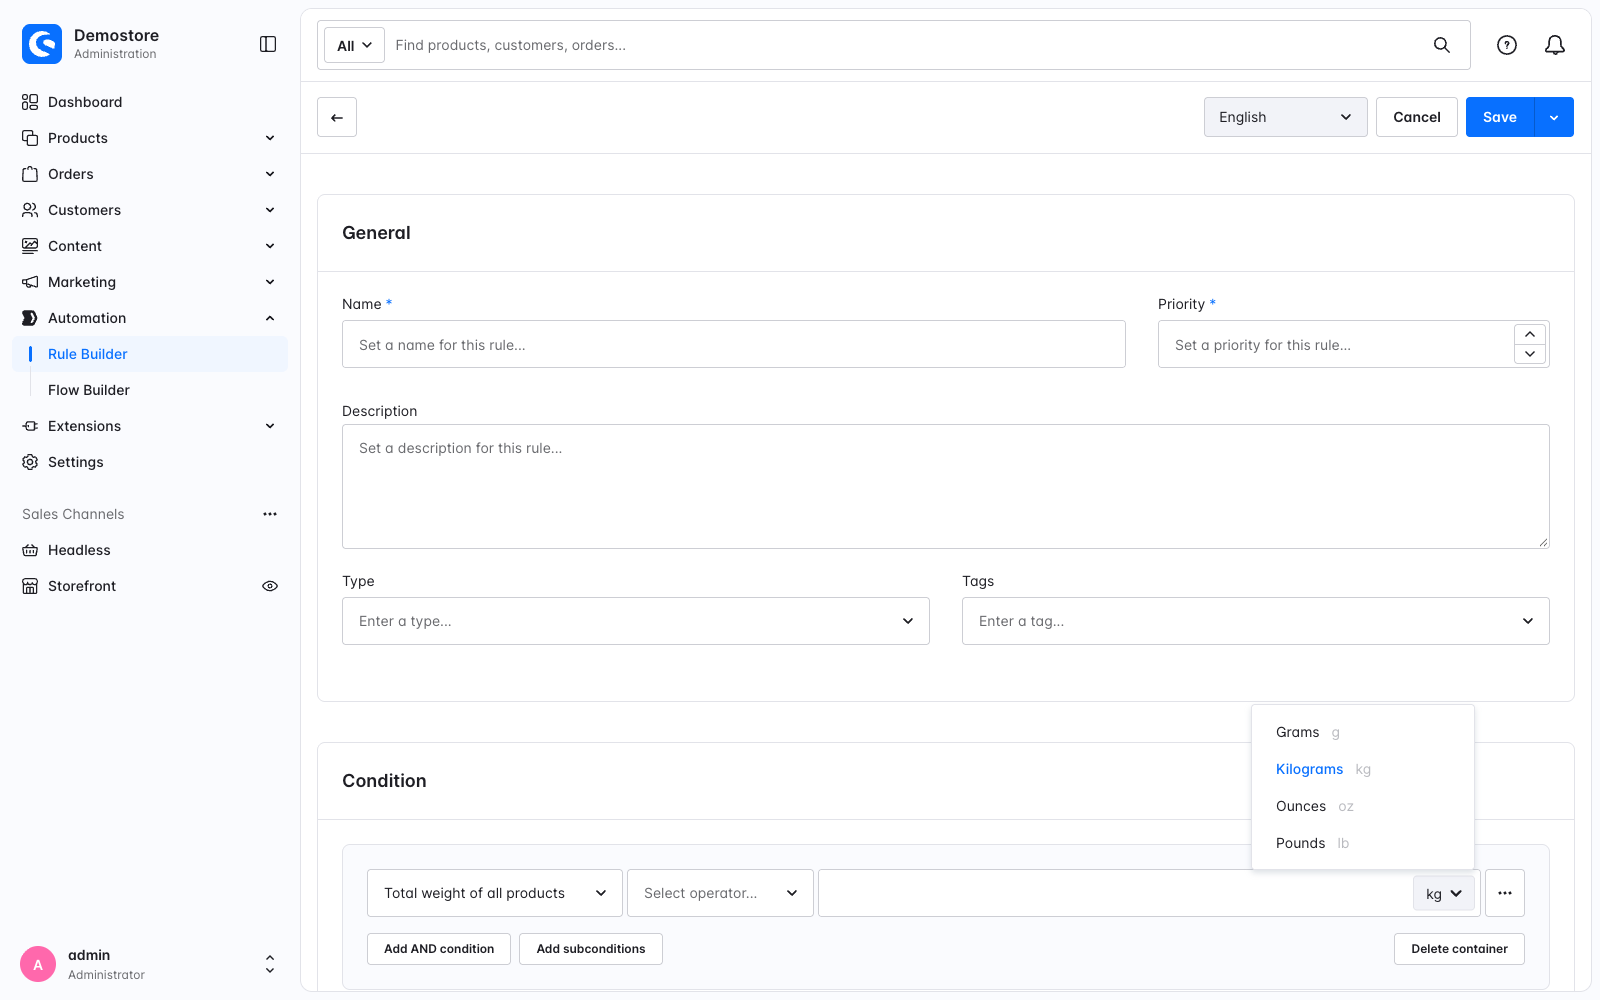 Demostore
Administration
All
Find products, customers, orders...
Dashboard
Products
Orders
Customers
Content
Marketing
Automation
Rule Builder
Flow Builder
Extensions
Settings
Sales Channels
Headless
Storefront
A
admin
Administrator
English
Cancel
Save
General
Name *
Set a name for this rule...
Priority *
Set a priority for this rule...
Description
Set a description for this rule...
Type
Enter a type...
Tags
Enter a tag...
Condition
Grams g
Kilograms kg
Ounces oz
Pounds lb
Total weight of all products
Select operator...
kg
Add AND condition
Add subconditions
Delete container